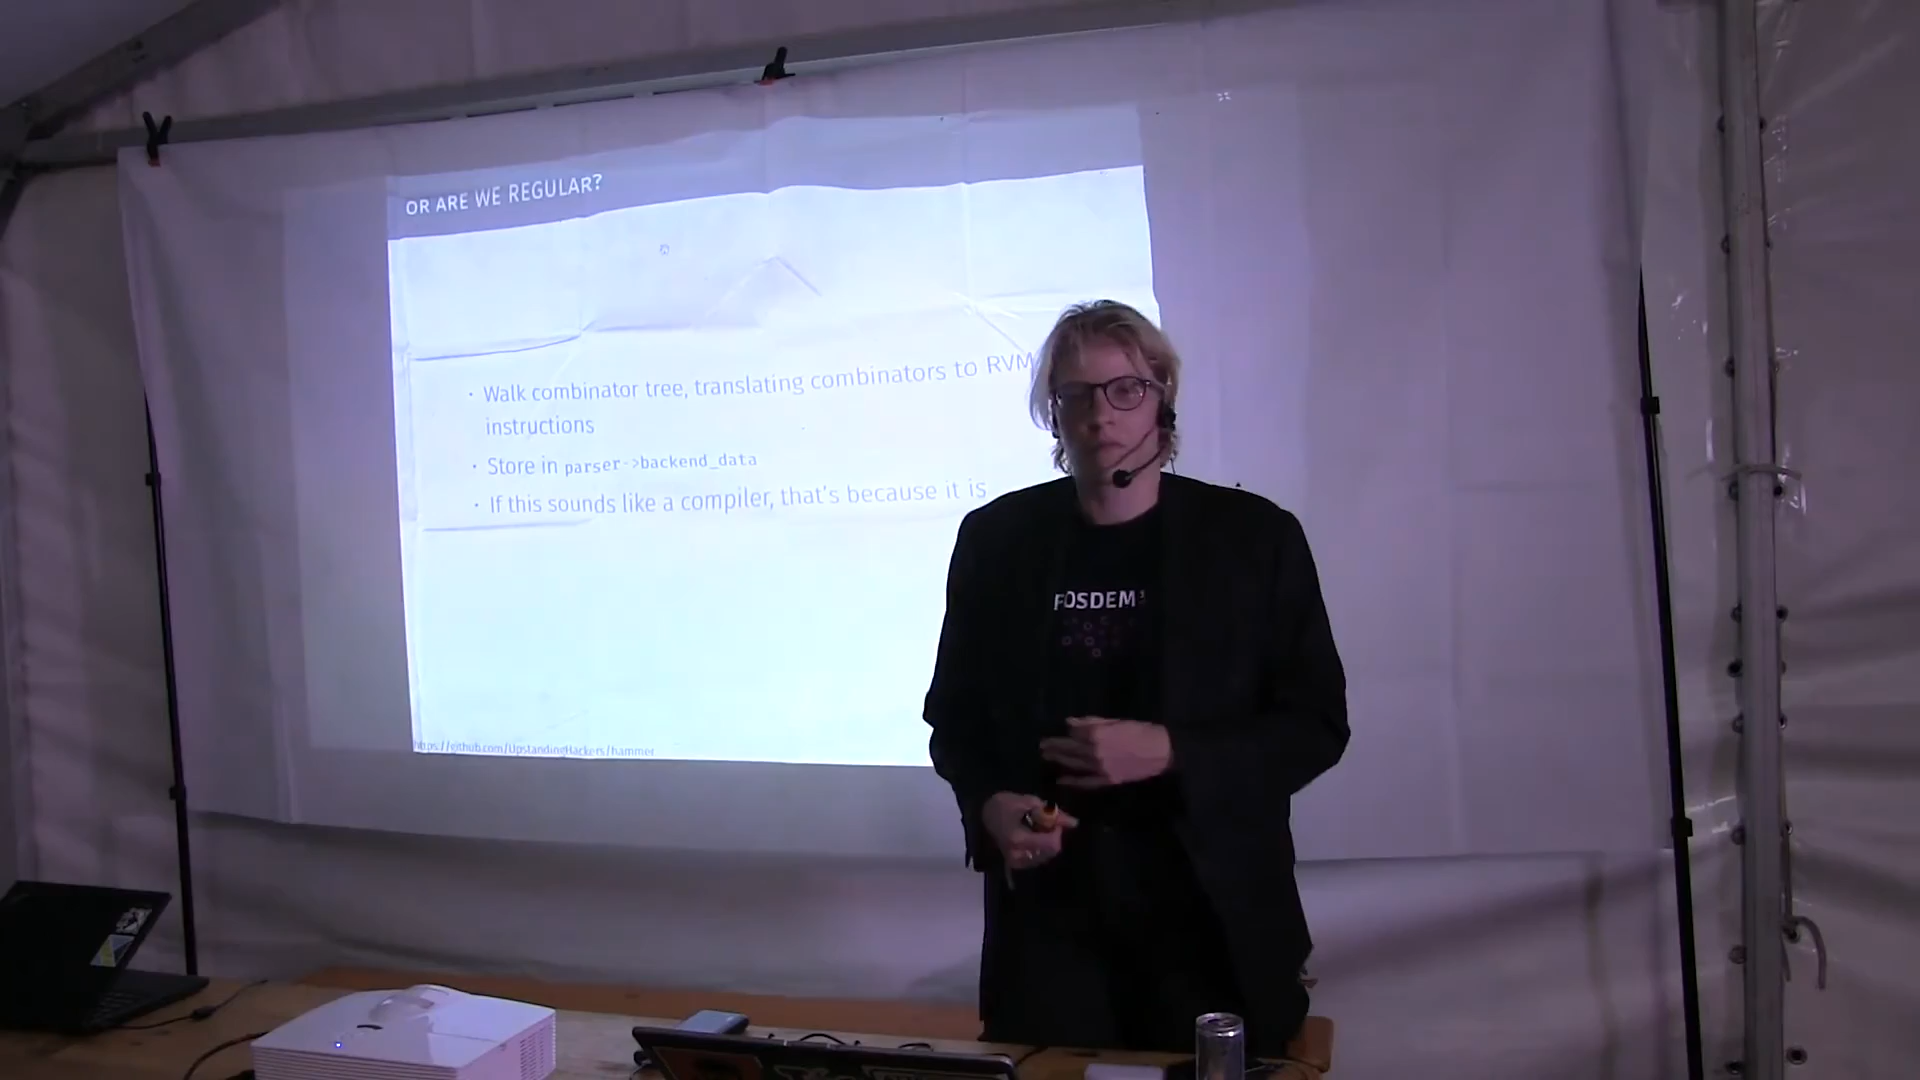 OR ARE WE REGULAR?
· Walk combinator tree, translating combinators to RVM
instructions
· Store in parser->backend_data
· If this sounds like a compiler, that's because it is
https://github.com/UpstandingHackers/hammer
FOSDEM